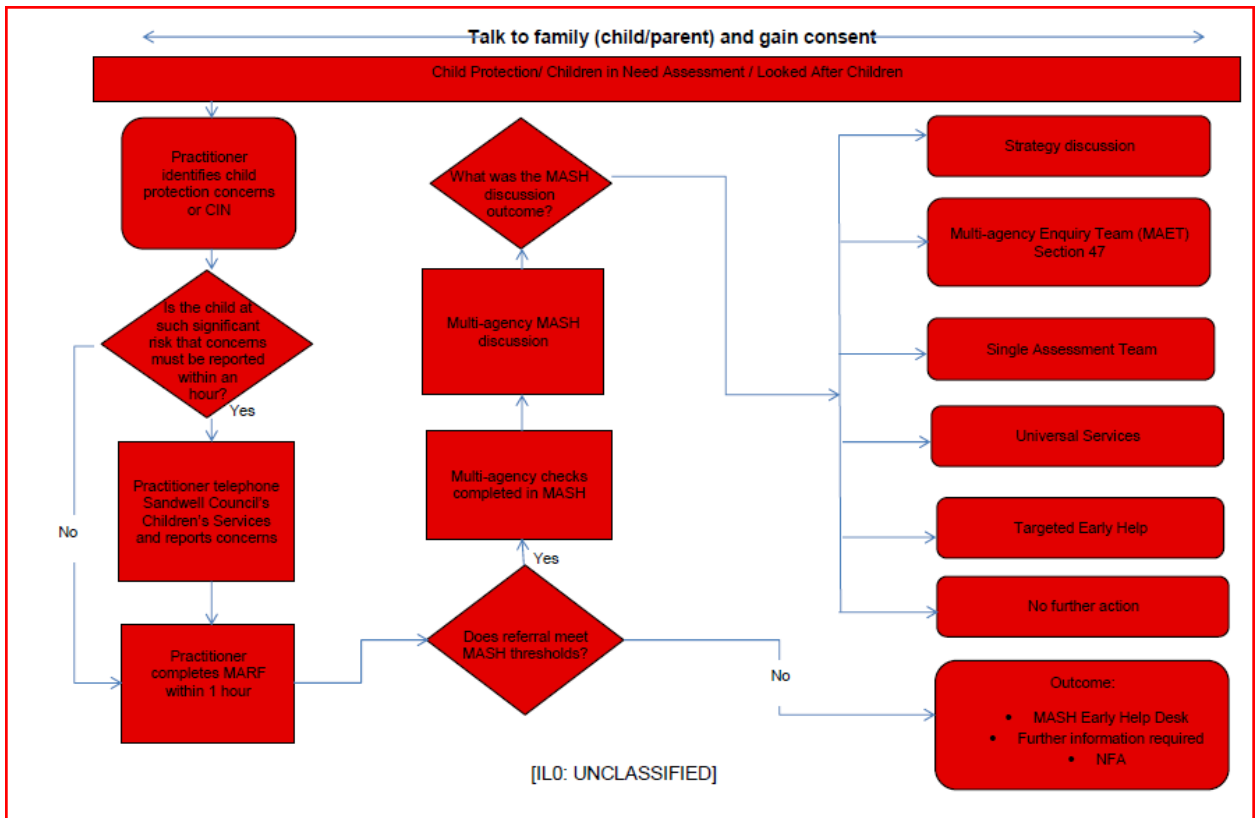 Talk to family (child/parent) and gain consent
Child Protection/ Children in Need Assessment / Looked After Children
Practitioner
identifies child
protection concerns
or CIN
Is the child at
such significant
risk that concerns
must be reported
within an
hour?
Yes
No
Practitioner telephone
Sandwell Council's
Children's Services
and reports concerns
Practitioner
completes MARF
within 1 hour
Does referral meet
MASH thresholds?
Yes
No
Multi-agency checks
completed in MASH
Multi-agency MASH
discussion
What was the MASH
discussion
outcome?
Strategy discussion
Multi-agency Enquiry Team (MAET)
Section 47
Single Assessment Team
Universal Services
Targeted Early Help
No further action
Outcome:
• MASH Early Help Desk
• Further information required
• NFA
[IL0: UNCLASSIFIED]